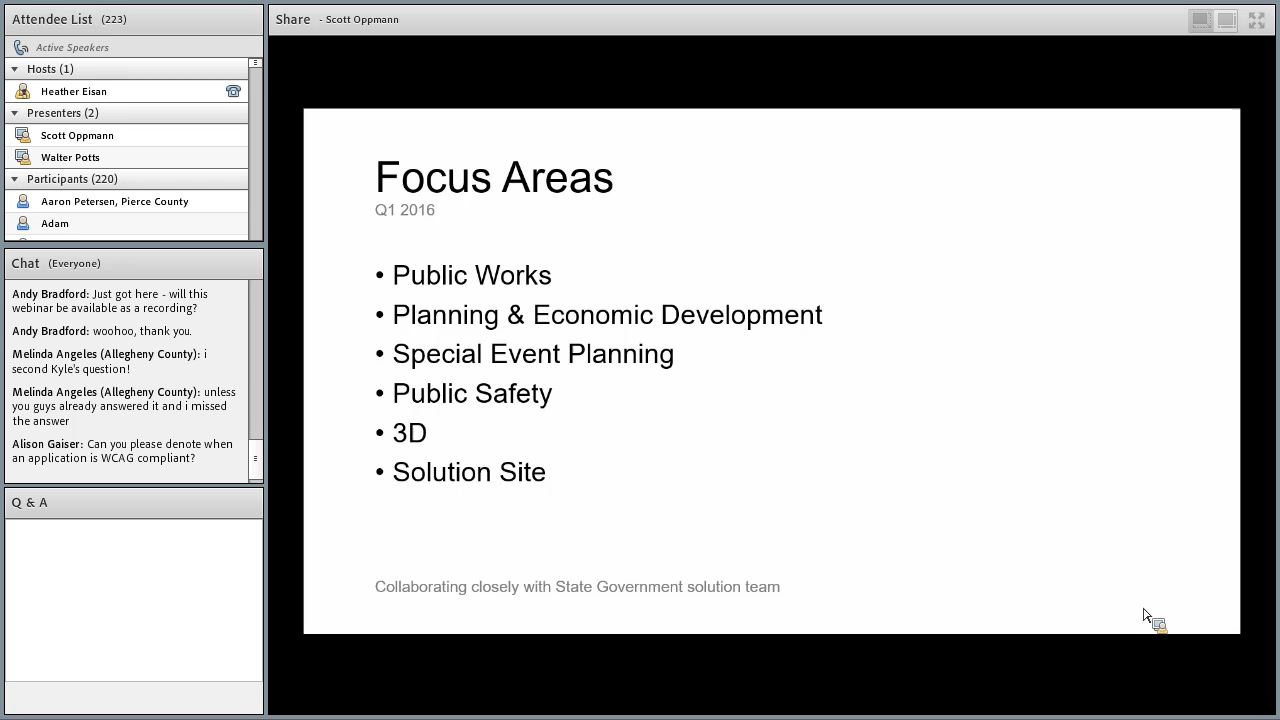 Attendee List (223)
Active Speakers
Hosts (1)
Heather Eisan
Presenters (2)
Scott Oppmann
Walter Potts
Participants (220)
Aaron Petersen, Pierce County
Adam
Chat (Everyone)
Andy Bradford: Just got here - will this
webinar be available as a recording?
Andy Bradford: woohoo, thank you.
Melinda Angeles (Allegheny County): i
second Kyle's question!
Melinda Angeles (Allegheny County): unless
you guys already answered it and i missed
the answer
Alison Gaiser: Can you please denote when
an application is WCAG compliant?
Q & A
Share - Scott Oppmann
Focus Areas
Q1 2016
• Public Works
• Planning & Economic Development
• Special Event Planning
• Public Safety
• 3D
• Solution Site
Collaborating closely with State Government solution team